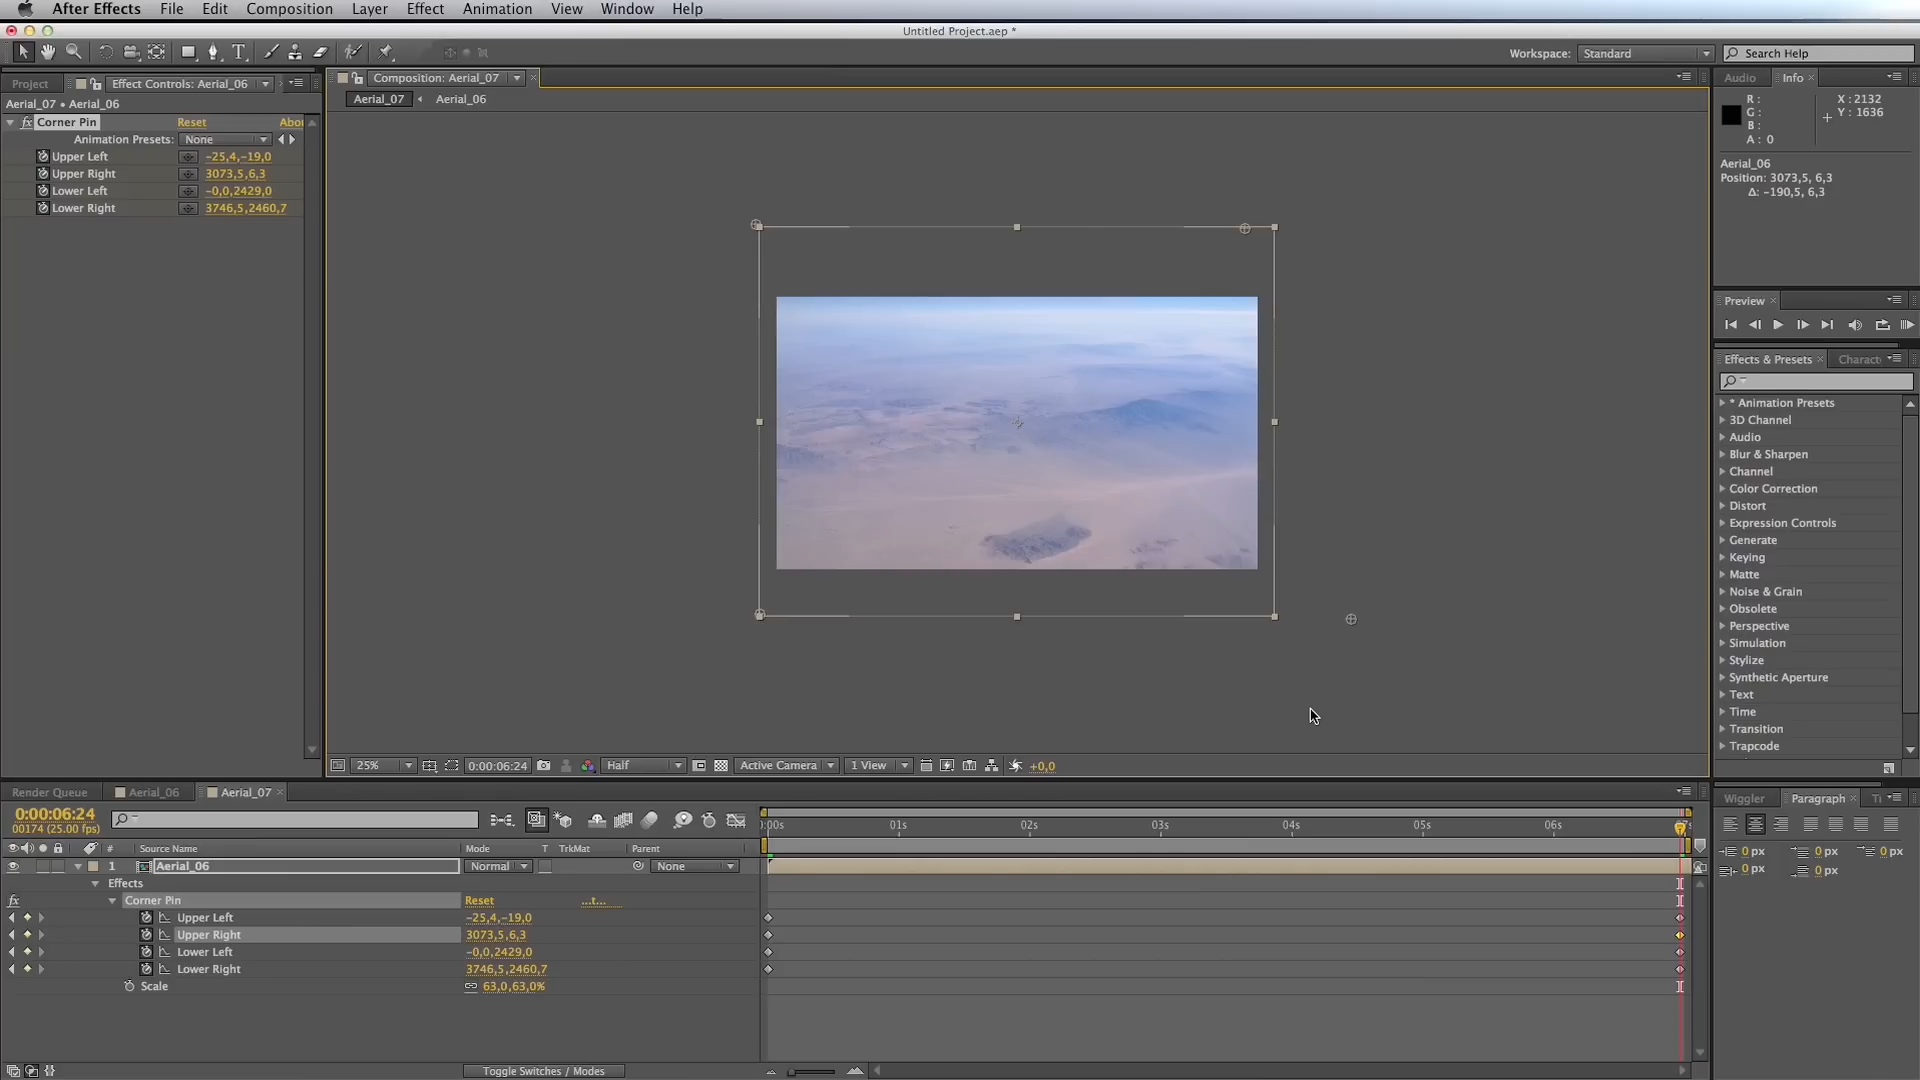 After Effects File Edit Composition Layer Effect Animation View Window Help
Untitled Project.aep *
Workspace: Standard Search Help
Project Effect Controls: Aerial_06
Aerial_07 • Aerial_06
Corner Pin Reset
Animation Presets: None
Upper Left -25,4,-19,0
Upper Right 3073,5,6,3
Lower Left -0,0,2429,0
Lower Right 3746,5,2460,7
Composition: Aerial_07
Aerial_07 Aerial_06
25% 0:00:06:24 Half Active Camera 1 View +0,0
Audio Info
R : X : 2132
G : Y : 1636
B :
A : 0
Aerial_06
Position: 3073,5, 6,3
Δ: -190,5, 6,3
Preview
Effects & Presets
* Animation Presets
3D Channel
Audio
Blur & Sharpen
Channel
Color Correction
Distort
Expression Controls
Generate
Keying
Matte
Noise & Grain
Obsolete
Perspective
Simulation
Stylize
Synthetic Aperture
Text
Time
Transition
Trapcode
Render Queue Aerial_06 Aerial_07
0:00:06:24
00174 (25.00 fps)
# Source Name Mode T TrkMat Parent
1 Aerial_06 Normal None
Effects
Corner Pin Reset ...t...
Upper Left -25,4,-19,0
Upper Right 3073,5,6,3
Lower Left -0,0,2429,0
Lower Right 3746,5,2460,7
Scale 63,0,63,0%
Toggle Switches / Modes
:00s 01s 02s 03s 04s 05s 06s
Wiggler Paragraph
0 px 0 px 0 px
0 px 0 px